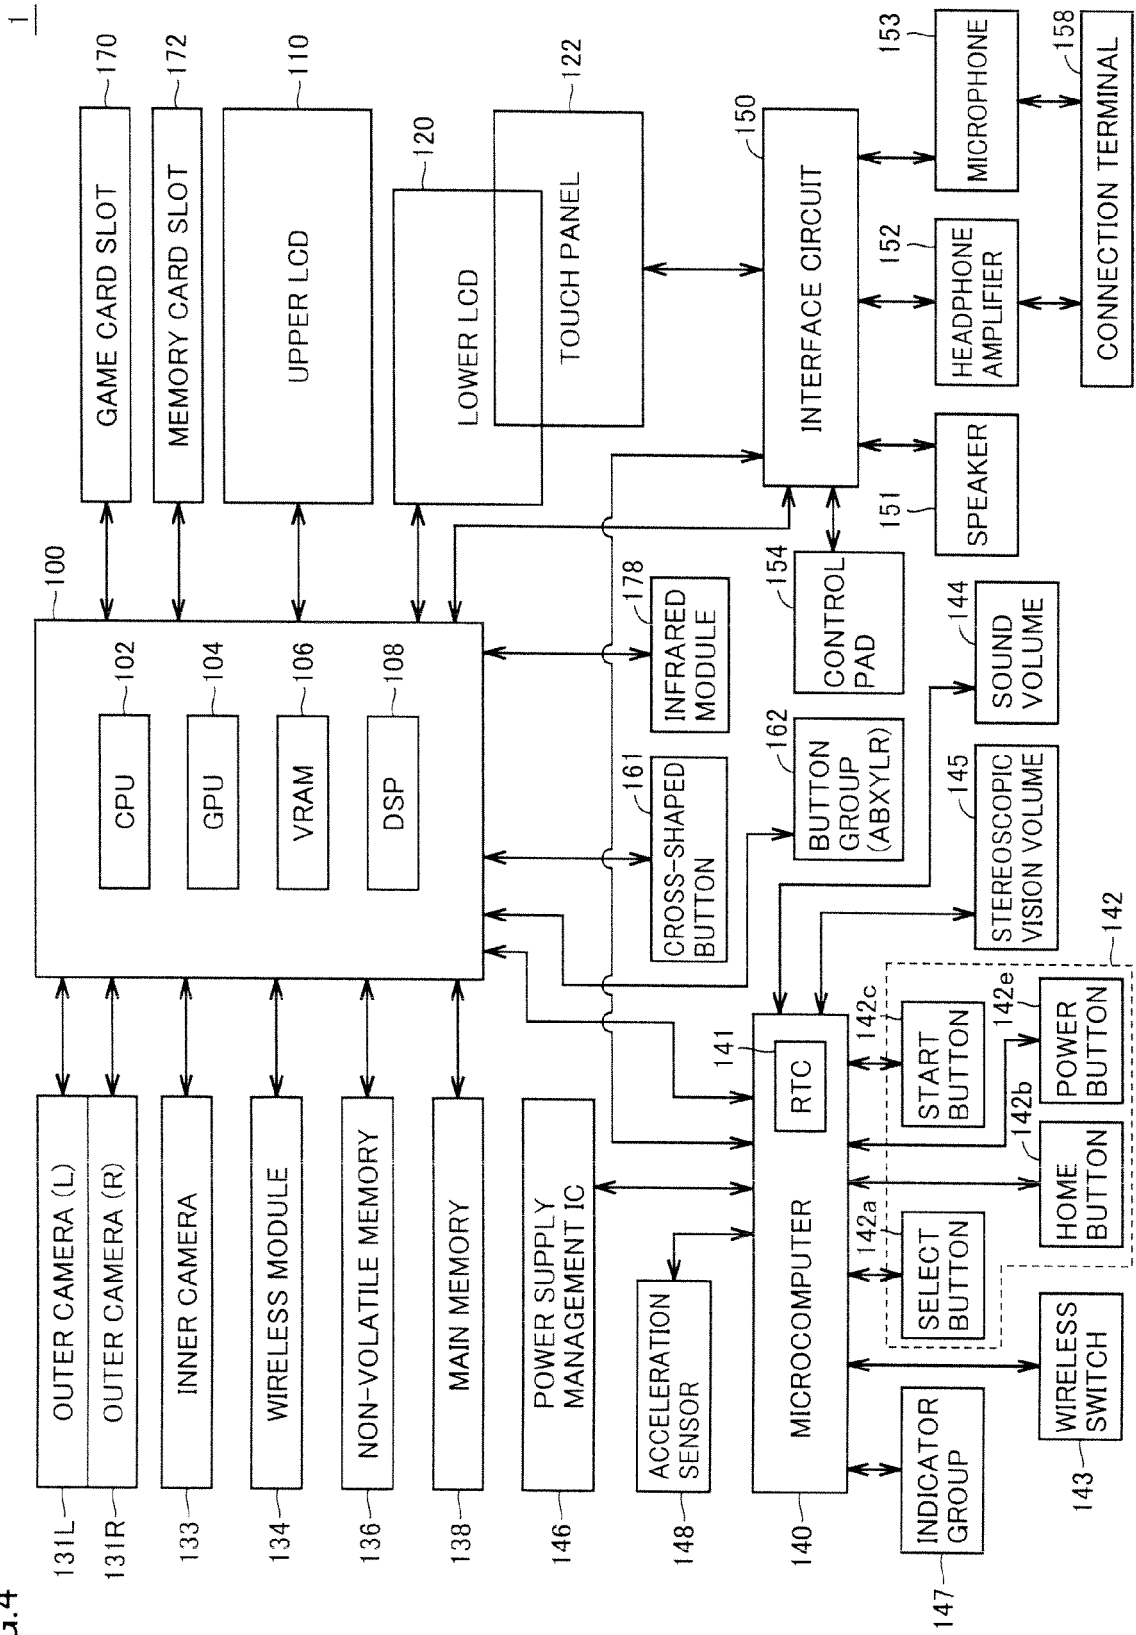 G.4
1
131L
OUTER CAMERA (L)
131R
OUTER CAMERA (R)
133
INNER CAMERA
134
WIRELESS MODULE
136
NON-VOLATILE MEMORY
138
MAIN MEMORY
146
POWER SUPPLY
MANAGEMENT IC
148
ACCELERATION
SENSOR
100
CPU
102
GPU
104
VRAM
106
DSP
108
GAME CARD SLOT
170
MEMORY CARD SLOT
172
UPPER LCD
110
LOWER LCD
120
TOUCH PANEL
122
CROSS-SHAPED
BUTTON
161
INFRARED
MODULE
178
BUTTON
GROUP
(ABXYLR)
162
CONTROL
PAD
154
INTERFACE CIRCUIT
150
SPEAKER
151
HEADPHONE
AMPLIFIER
152
MICROPHONE
153
CONNECTION TERMINAL
158
140
MICROCOMPUTER
RTC
141
STEREOSCOPIC
VISION VOLUME
145
SOUND
VOLUME
144
147
INDICATOR
GROUP
143
WIRELESS
SWITCH
SELECT
BUTTON
142a
HOME
BUTTON
142b
START
BUTTON
142c
POWER
BUTTON
142e
142